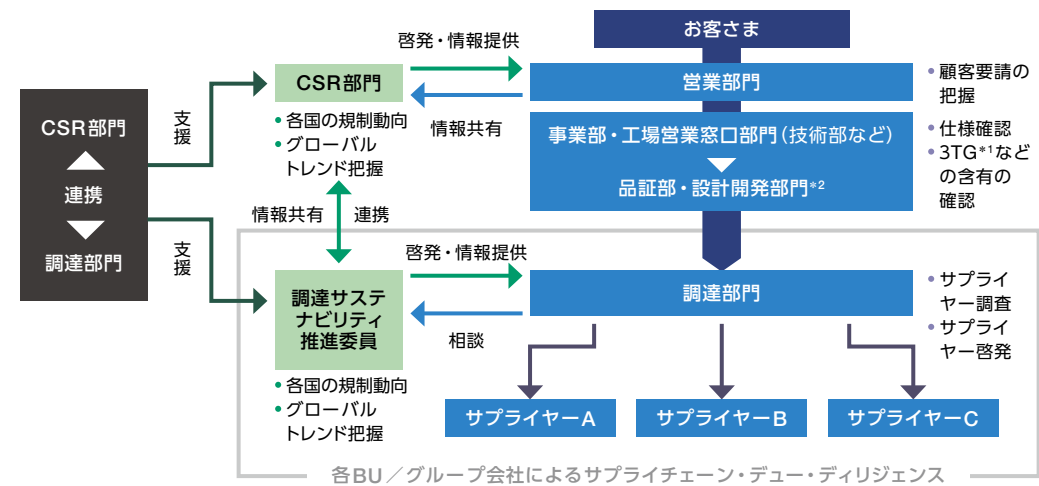 お客さま
啓発・情報提供
CSR部門
営業部門
• 顧客要請の
把握
情報共有
• 各国の規制動向
• グローバル
トレンド把握
CSR部門
連携
調達部門
支援
支援
事業部・工場営業窓口部門(技術部など)
品証部・設計開発部門*2
• 仕様確認
• 3TG*1など
の含有の
確認
情報共有
連携
啓発・情報提供
調達サステ
ナビリティ
推進委員
調達部門
相談
• サプライ
ヤー調査
• サプライ
ヤー啓発
• 各国の規制動向
• グローバル
トレンド把握
サプライヤーA
サプライヤーB
サプライヤーC
各BU/グループ会社によるサプライチェーン・デュー・ディリジェンス